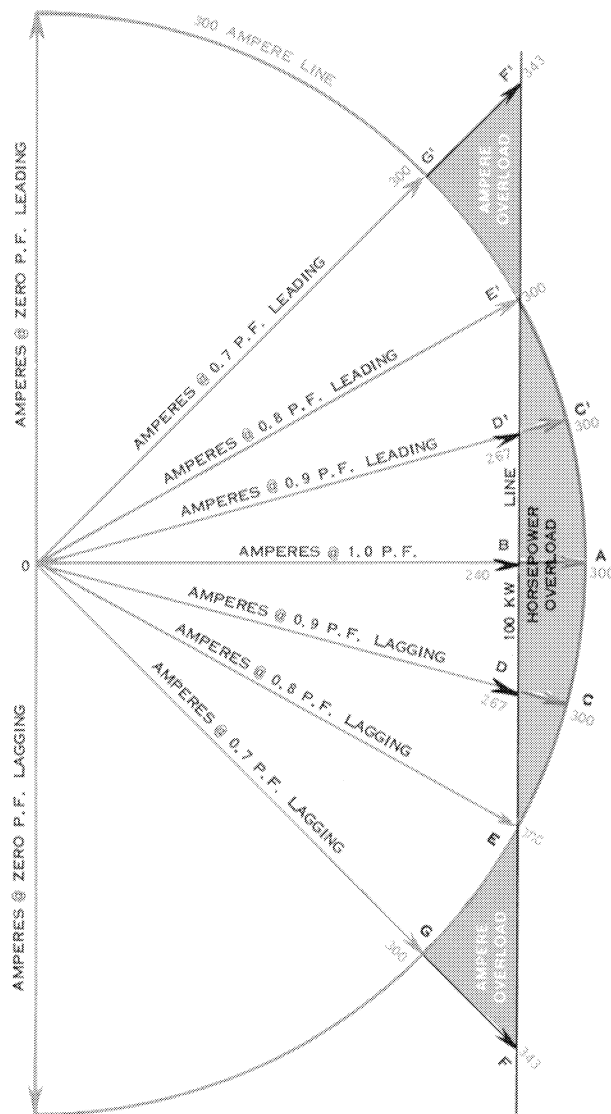 300 AMPERE LINE
F'
343
G'
300
AMPERE
OVERLOAD
AMPERES @ ZERO P.F. LEADING
AMPERES @ 0.7 P.F. LEADING
E'
300
AMPERES @ 0.8 P.F. LEADING
D'
267
C'
300
AMPERES @ 0.9 P.F. LEADING
LINE
100 KW
HORSEPOWER
OVERLOAD
0
AMPERES @ 1.0 P.F.
B
240
A
300
AMPERES @ 0.9 P.F. LAGGING
D
267
C
300
AMPERES @ 0.8 P.F. LAGGING
AMPERES @ 0.7 P.F. LAGGING
E
300
AMPERES @ ZERO P.F. LAGGING
G
300
AMPERE
OVERLOAD
F
343